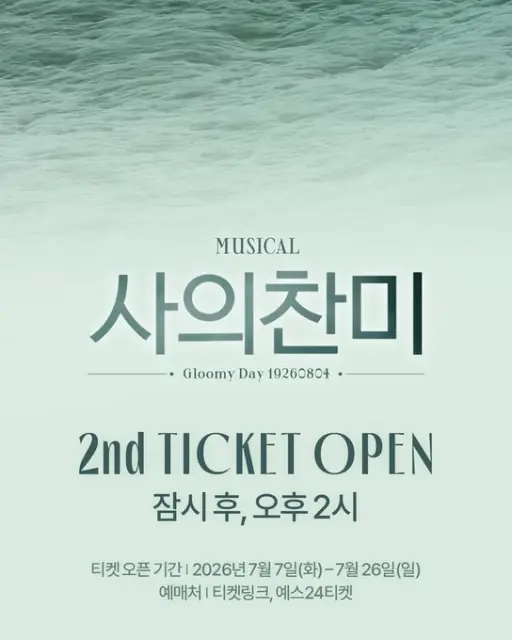 MUSICAL
사의찬미
• Gloomy Day 19260804 •
2nd TICKET OPEN
잠시 후, 오후 2시
티켓 오픈 기간 | 2026년 7월 7일(화) – 7월 26일(일)
예매처 | 티켓링크, 예스24티켓